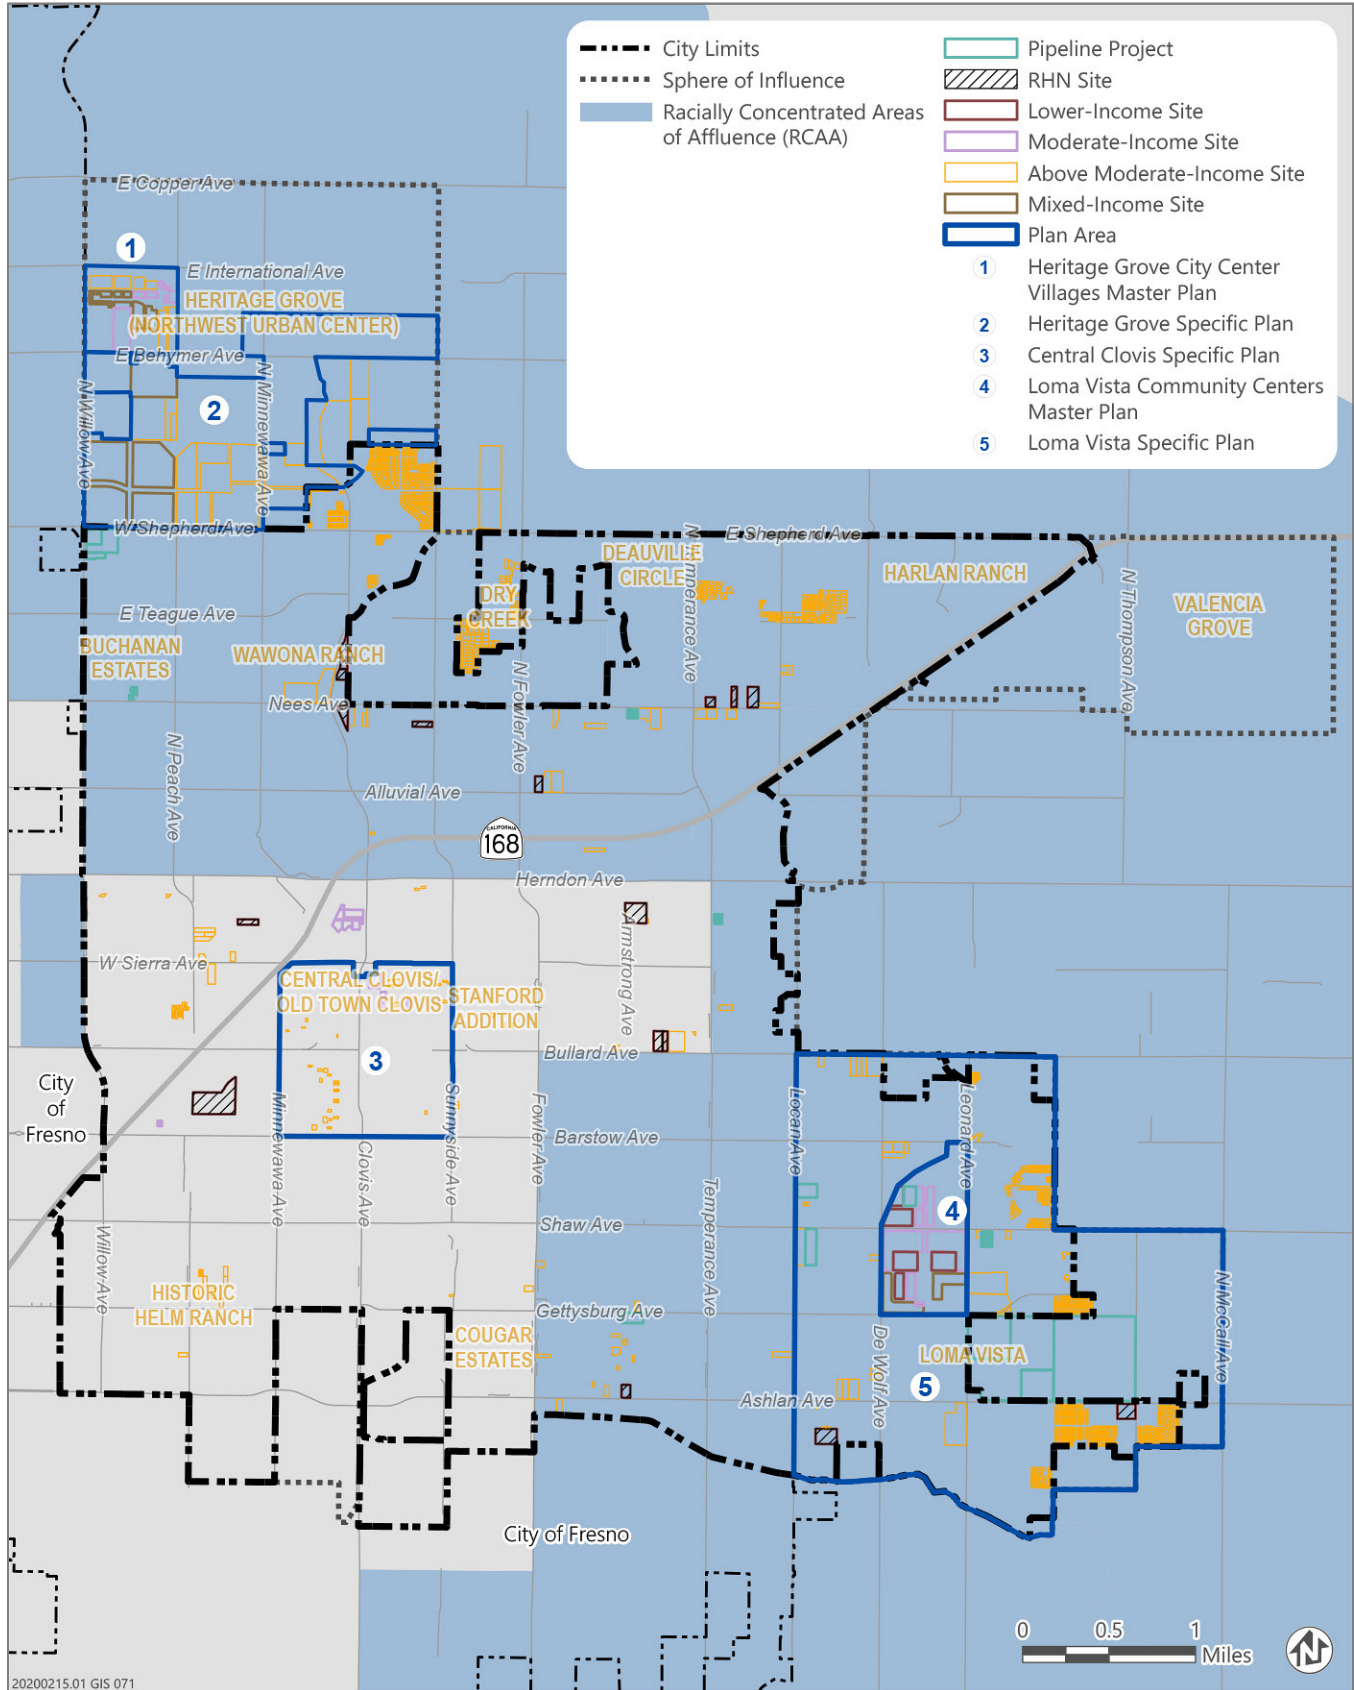 City Limits
Sphere of Influence
Racially Concentrated Areas
of Affluence (RCAA)
Pipeline Project
RHN Site
Lower-Income Site
Moderate-Income Site
Above Moderate-Income Site
Mixed-Income Site
Plan Area
1 Heritage Grove City Center
Villages Master Plan
2 Heritage Grove Specific Plan
3 Central Clovis Specific Plan
4 Loma Vista Community Centers
Master Plan
5 Loma Vista Specific Plan
E Copper Ave
1
E International Ave
HERITAGE GROVE
(NORTHWEST URBAN CENTER)
E Behymer Ave
N Willow Ave
N Minnewawa Ave
2
W Shepherd Ave
E Shepherd Ave
DEAUVILLE
CIRCLE
N Temperance Ave
HARLAN RANCH
N Thompson Ave
VALENCIA
GROVE
DRY
CREEK
E Teague Ave
BUCHANAN
ESTATES
WAWONA RANCH
Nees Ave
N Fowler Ave
N Peach Ave
Alluvial Ave
CALIFORNIA
168
Herndon Ave
Armstrong Ave
W Sierra Ave
CENTRAL CLOVIS/
OLD TOWN CLOVIS
STANFORD
ADDITION
3
Bullard Ave
City
of
Fresno
Minnewawa Ave
Clovis Ave
Sunnyside Ave
Fowler Ave
Barstow Ave
Locan Ave
Leonard Ave
Temperance Ave
4
Shaw Ave
Willow Ave
HISTORIC
HELM RANCH
Gettysburg Ave
COUGAR
ESTATES
De Wolf Ave
LOMA VISTA
N McCall Ave
5
Ashlan Ave
City of Fresno
0 0.5 1
Miles
N
20200215.01 GIS 071